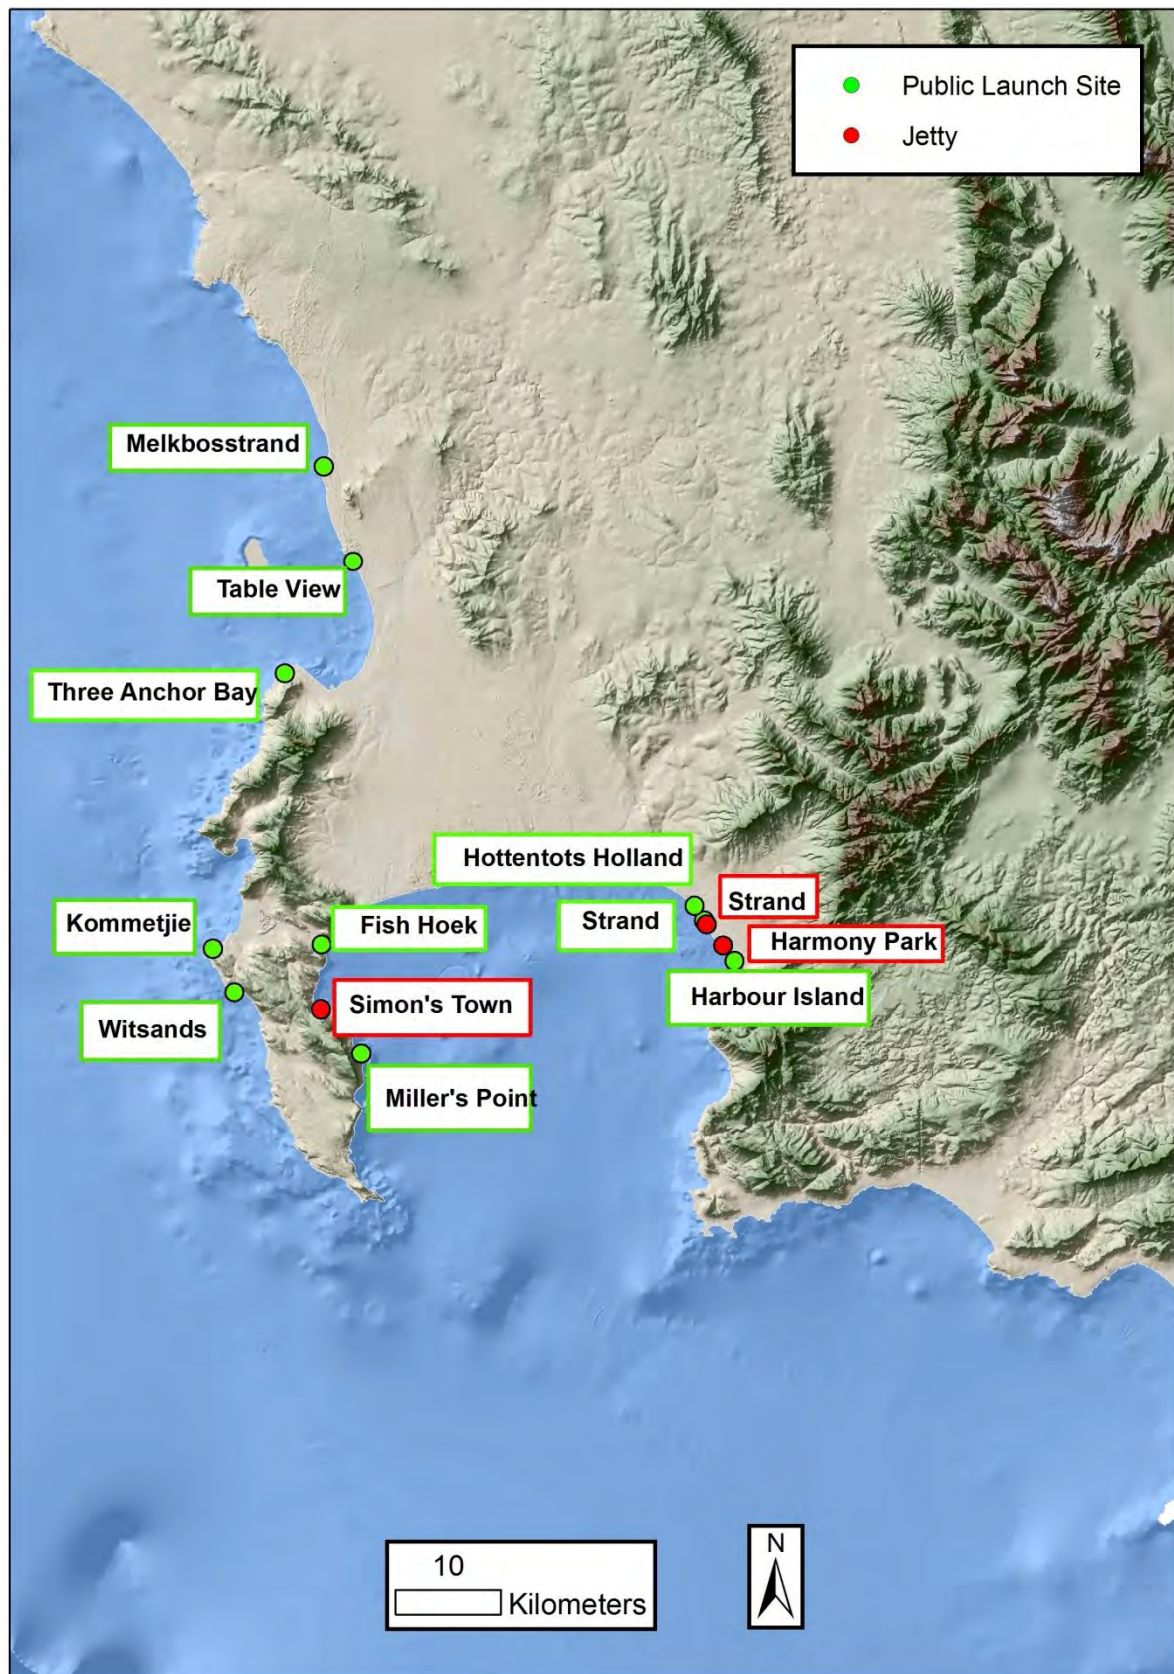 Public Launch Site
Jetty
Melkbosstrand
Table View
Three Anchor Bay
Hottentots Holland
Strand
Strand
Kommetjie
Fish Hoek
Harmony Park
Simon's Town
Harbour Island
Witsands
Miller's Point
10
Kilometers
N